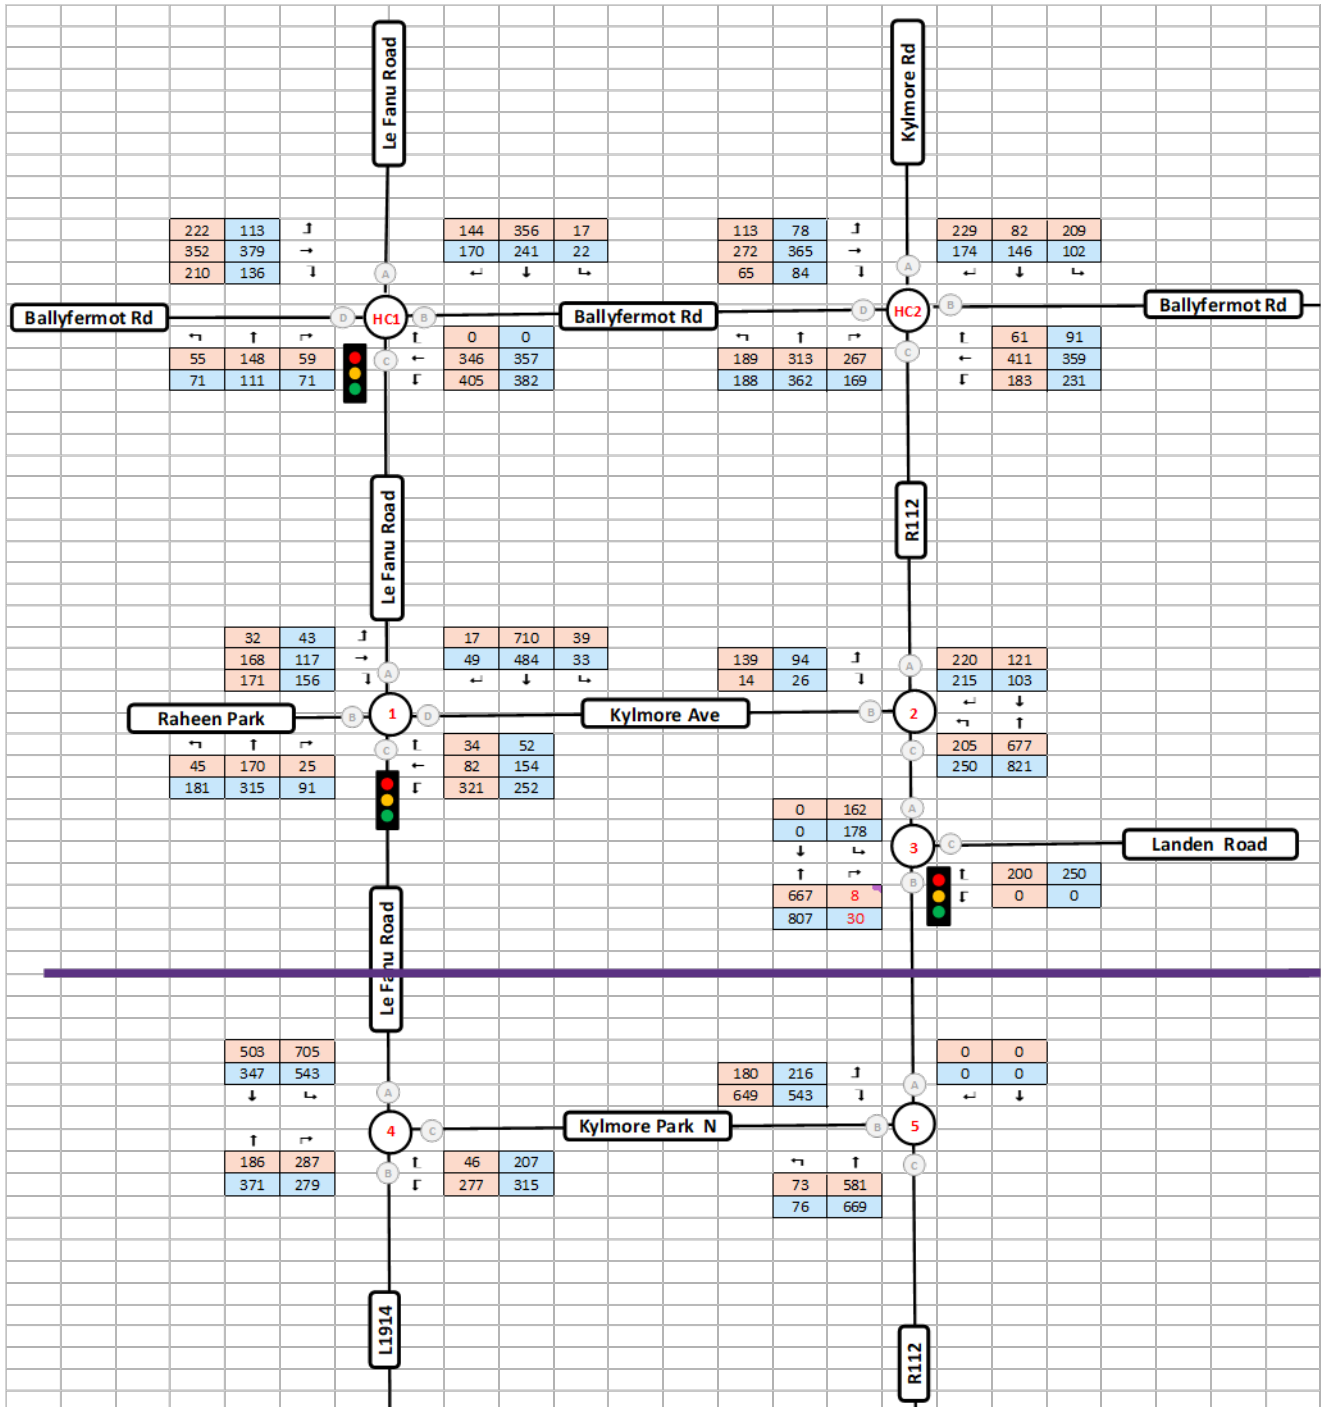 Le Fanu Road
Kylmore Rd
222 113
352 379
210 136
144 356 17
170 241 22
113 78
272 365
65 84
229 82 209
174 146 102
A
A
Ballyfermot Rd
D
HC1
B
Ballyfermot Rd
D
HC2
B
Ballyfermot Rd
C
C
55 148 59
71 111 71
0 0
346 357
405 382
189 313 267
188 362 169
61 91
411 359
183 231
Le Fanu Road
R112
32 43
168 117
171 156
17 710 39
49 484 33
139 94
14 26
220 121
215 103
A
A
Raheen Park
B
1
D
Kylmore Ave
B
2
C
C
45 170 25
181 315 91
34 52
82 154
321 252
205 677
250 821
0 162
0 178
A
3
C
Landen Road
B
667 8
807 30
200 250
0 0
Le Fanu Road
503 705
347 543
180 216
649 543
0 0
0 0
A
A
4
C
Kylmore Park N
B
5
B
C
186 287
371 279
46 207
277 315
73 581
76 669
L1914
R112